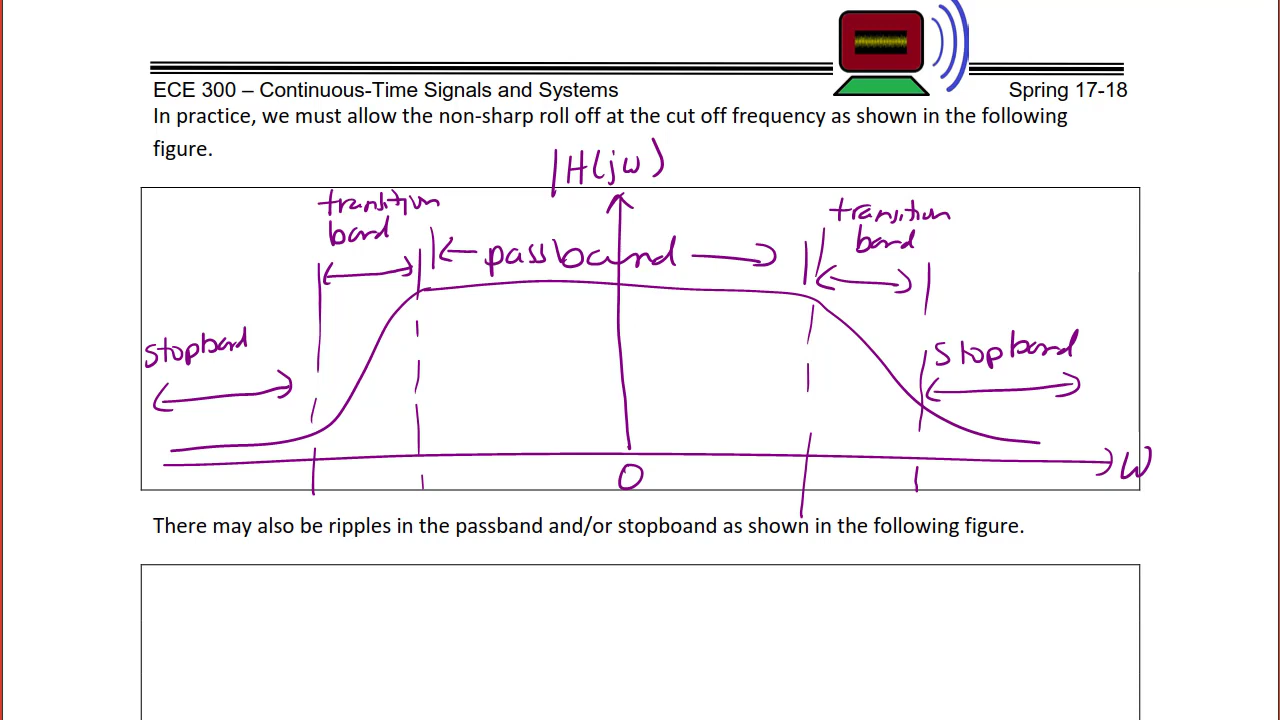 ECE 300 – Continuous-Time Signals and Systems Spring 17-18
In practice, we must allow the non-sharp roll off at the cut off frequency as shown in the following
figure.
|H(jω)
transition
band
← passband →
transition
band
stopband
stopband
0
ω
There may also be ripples in the passband and/or stopboand as shown in the following figure.